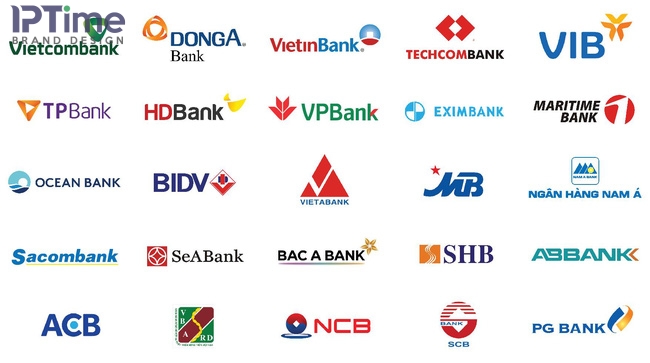 IPTime
BRAND DESIGN
Vietcombank
DONGA
Bank
VietinBank
TECHCOMBANK
VIB
TPBank
HDBank
VPBank
EXIMBANK
MARITIME
BANK
OCEAN BANK
BIDV
VIETABANK
MB
NAM A BANK
NGÂN HÀNG NAM Á
Sacombank
SeABank
BAC A BANK
SHB
ABBANK
ACB
VBARD
NCB
BANK
SCB
PG BANK